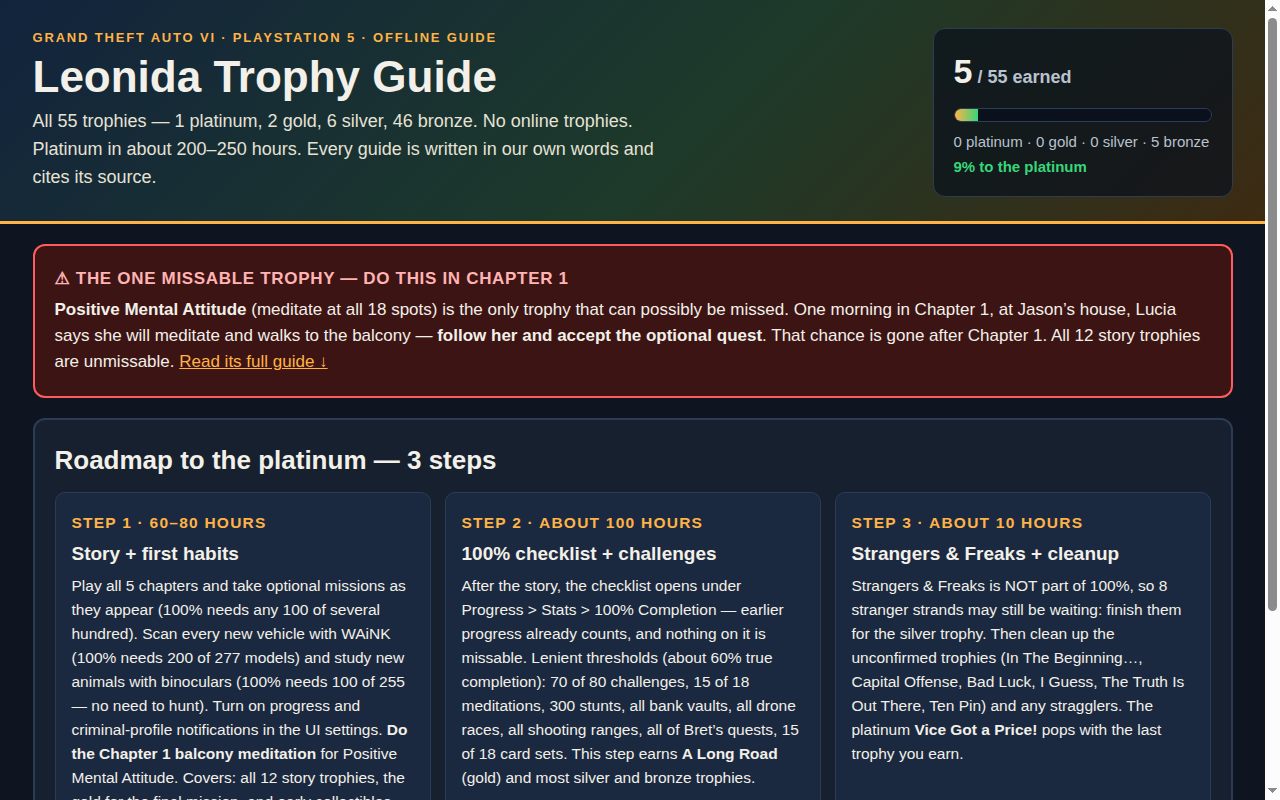 GRAND THEFT AUTO VI · PLAYSTATION 5 · OFFLINE GUIDE
Leonida Trophy Guide
All 55 trophies — 1 platinum, 2 gold, 6 silver, 46 bronze. No online trophies.
Platinum in about 200–250 hours. Every guide is written in our own words and
cites its source.
5 / 55 earned
0 platinum · 0 gold · 0 silver · 5 bronze
9% to the platinum
⚠ THE ONE MISSABLE TROPHY — DO THIS IN CHAPTER 1
Positive Mental Attitude (meditate at all 18 spots) is the only trophy that can possibly be missed. One morning in Chapter 1, at Jason’s house, Lucia
says she will meditate and walks to the balcony — follow her and accept the optional quest. That chance is gone after Chapter 1. All 12 story trophies
are unmissable. Read its full guide ↓
Roadmap to the platinum — 3 steps
STEP 1 · 60–80 HOURS
Story + first habits
Play all 5 chapters and take optional missions as
they appear (100% needs any 100 of several
hundred). Scan every new vehicle with WAiNK
(100% needs 200 of 277 models) and study new
animals with binoculars (100% needs 100 of 255
— no need to hunt). Turn on progress and
criminal-profile notifications in the UI settings. Do
the Chapter 1 balcony meditation for Positive
Mental Attitude. Covers: all 12 story trophies, the
gold for the final mission, and early collectibles.
STEP 2 · ABOUT 100 HOURS
100% checklist + challenges
After the story, the checklist opens under
Progress > Stats > 100% Completion — earlier
progress already counts, and nothing on it is
missable. Lenient thresholds (about 60% true
completion): 70 of 80 challenges, 15 of 18
meditations, 300 stunts, all bank vaults, all drone
races, all shooting ranges, all of Bret’s quests, 15
of 18 card sets. This step earns A Long Road
(gold) and most silver and bronze trophies.
STEP 3 · ABOUT 10 HOURS
Strangers & Freaks + cleanup
Strangers & Freaks is NOT part of 100%, so 8
stranger strands may still be waiting: finish them
for the silver trophy. Then clean up the
unconfirmed trophies (In The Beginning…,
Capital Offense, Bad Luck, I Guess, The Truth Is
Out There, Ten Pin) and any stragglers. The
platinum Vice Got a Price! pops with the last
trophy you earn.